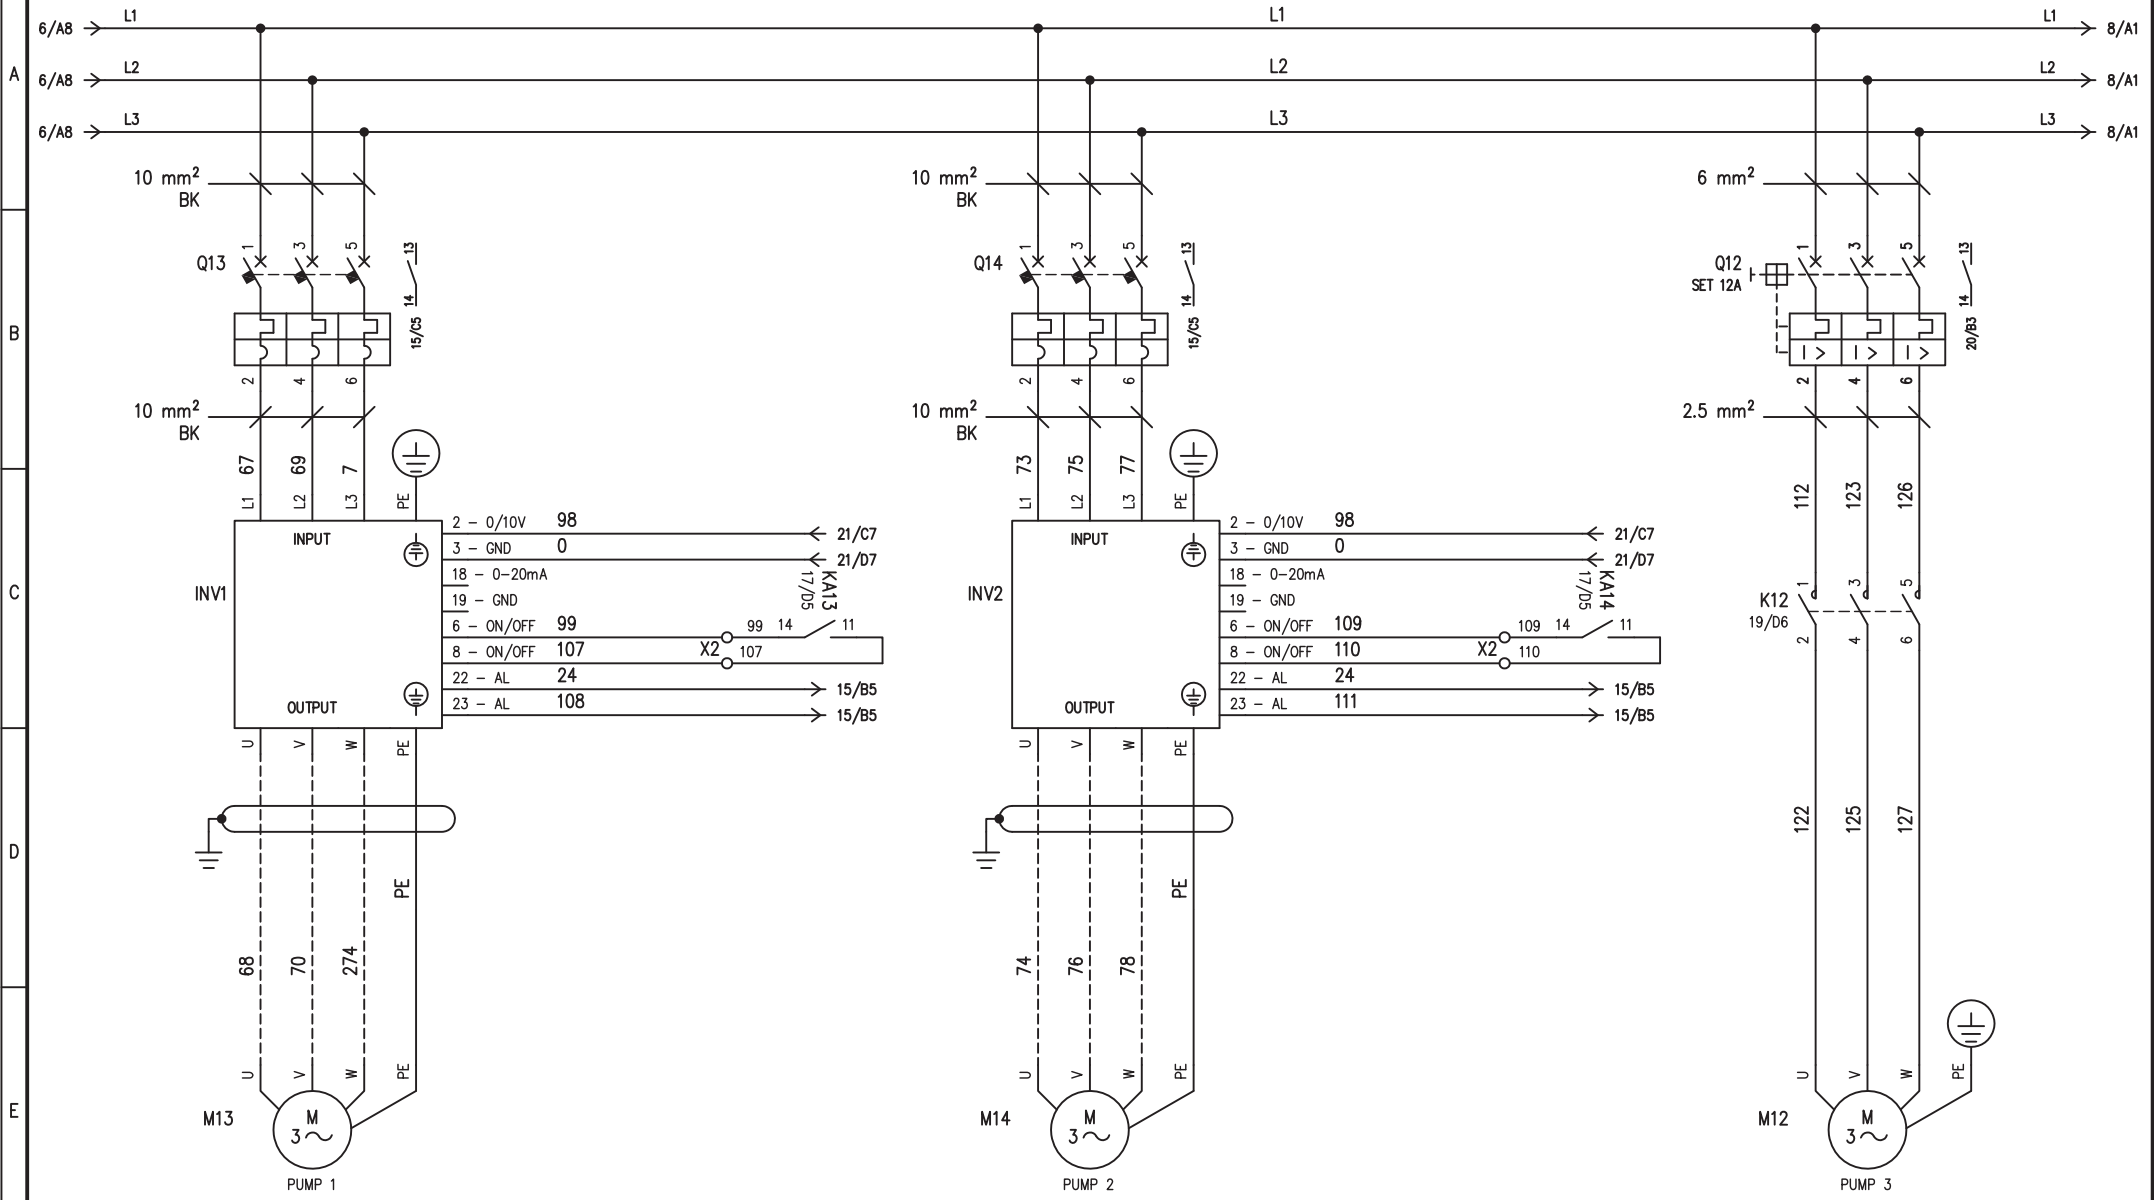 L1 L1 L1
6/A8 8/A1
L2 L2 L2
A 6/A8 8/A1
L3 L3 L3
6/A8 8/A1
10 mm² 10 mm² 6 mm²
BK BK
1 3 5 13 1 3 5 13 1 3 5 13
Q13 Q14 Q12
SET 12A
14 14 14
B 15/C5 15/C5 20/B3
I > I > I >
2 4 6 2 4 6 2 4 6
10 mm² 10 mm² 2.5 mm²
BK BK
67 69 7 73 75 77
L1 L2 L3 PE L1 L2 L3 PE 112 123 126
INPUT 2 - 0/10V 98 21/C7 INPUT 2 - 0/10V 98 21/C7
3 - GND 0 21/D7 3 - GND 0 21/D7
18 - 0-20mA KA13 17/D5 18 - 0-20mA KA14 17/D5 1 3 5
C INV1 19 - GND INV2 19 - GND K12
6 - ON/OFF 99 99 14 11 6 - ON/OFF 109 109 14 11 19/D6
8 - ON/OFF 107 X2 107 8 - ON/OFF 110 X2 110 2 4 6
22 - AL 24 15/B5 22 - AL 24 15/B5
OUTPUT 23 - AL 108 15/B5 OUTPUT 23 - AL 111 15/B5
U V W PE U V W PE
122 125 127
D
PE PE
68 70 274 74 76 78
U V W PE U V W PE U V W PE
E M13 M M14 M M12 M
3 3 3
PUMP 1 PUMP 2 PUMP 3